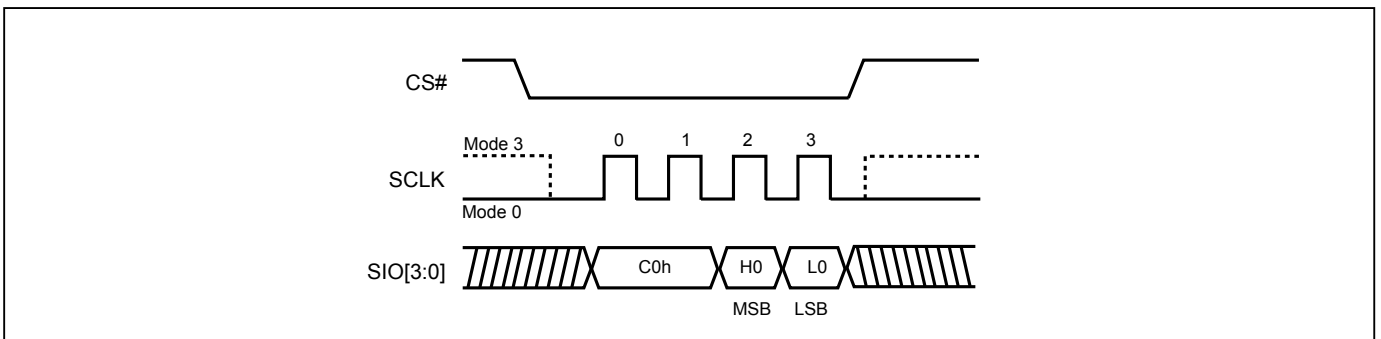 CS#
Mode 3
0 1 2 3
SCLK
Mode 0
SIO[3:0]
C0h H0 L0
MSB LSB